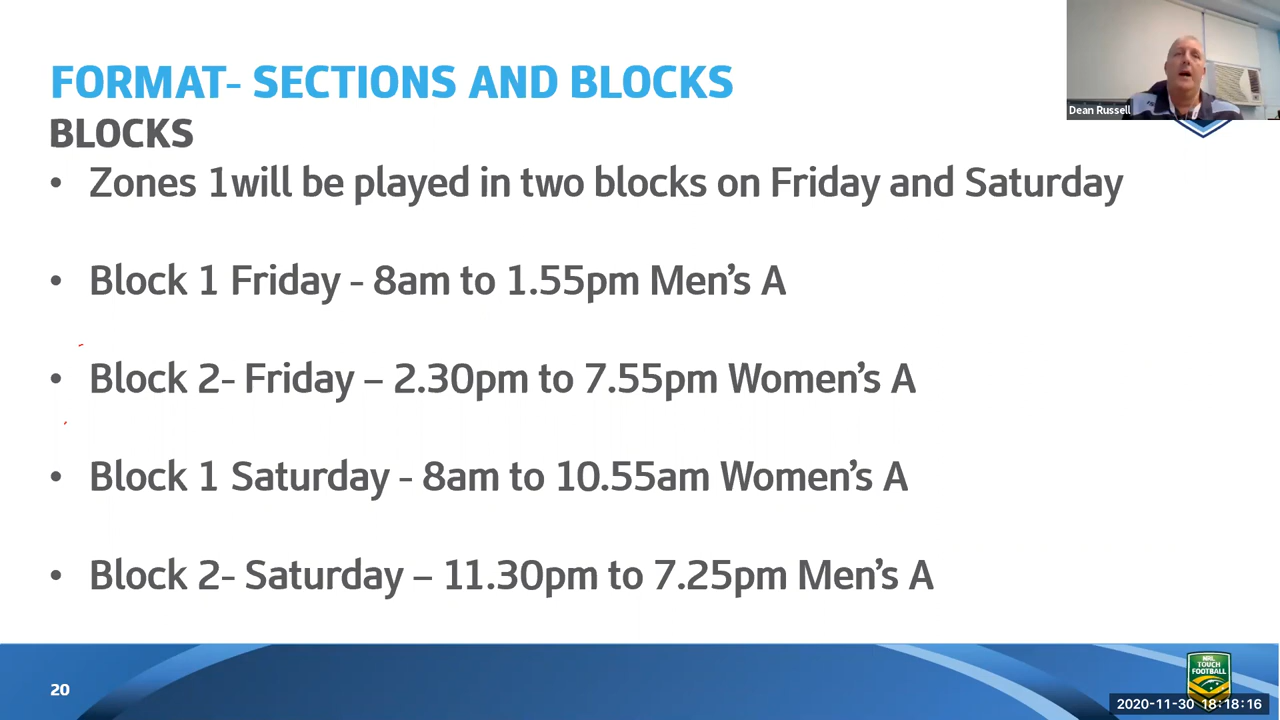 FORMAT- SECTIONS AND BLOCKS
BLOCKS
• Zones 1will be played in two blocks on Friday and Saturday
• Block 1 Friday - 8am to 1.55pm Men's A
• Block 2- Friday – 2.30pm to 7.55pm Women's A
• Block 1 Saturday - 8am to 10.55am Women's A
• Block 2- Saturday – 11.30pm to 7.25pm Men's A
Dean Russell
20
NRL
TOUCH
FOOTBALL
2020-11-30 18:18:16